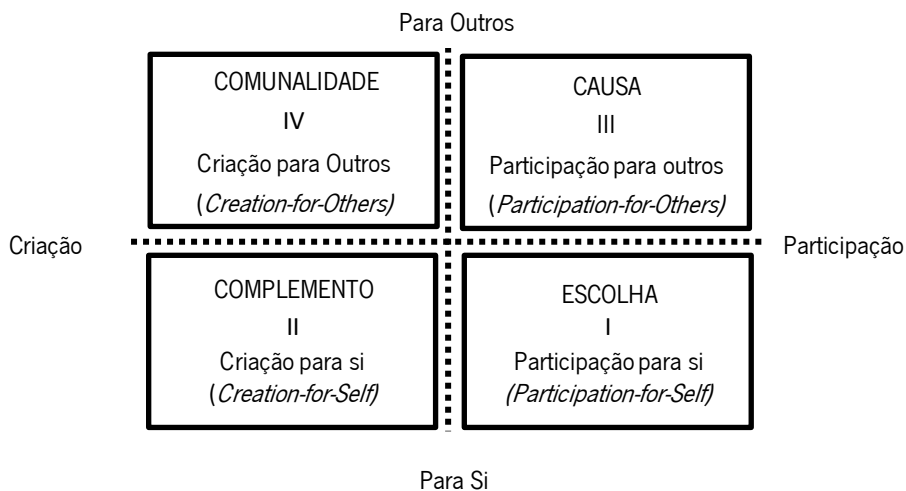 Para Outros
COMUNALIDADE
IV
Criação para Outros
(Creation-for-Others)
CAUSA
III
Participação para outros
(Participation-for-Others)
Criação
Participação
COMPLEMENTO
II
Criação para si
(Creation-for-Self)
ESCOLHA
I
Participação para si
(Participation-for-Self)
Para Si